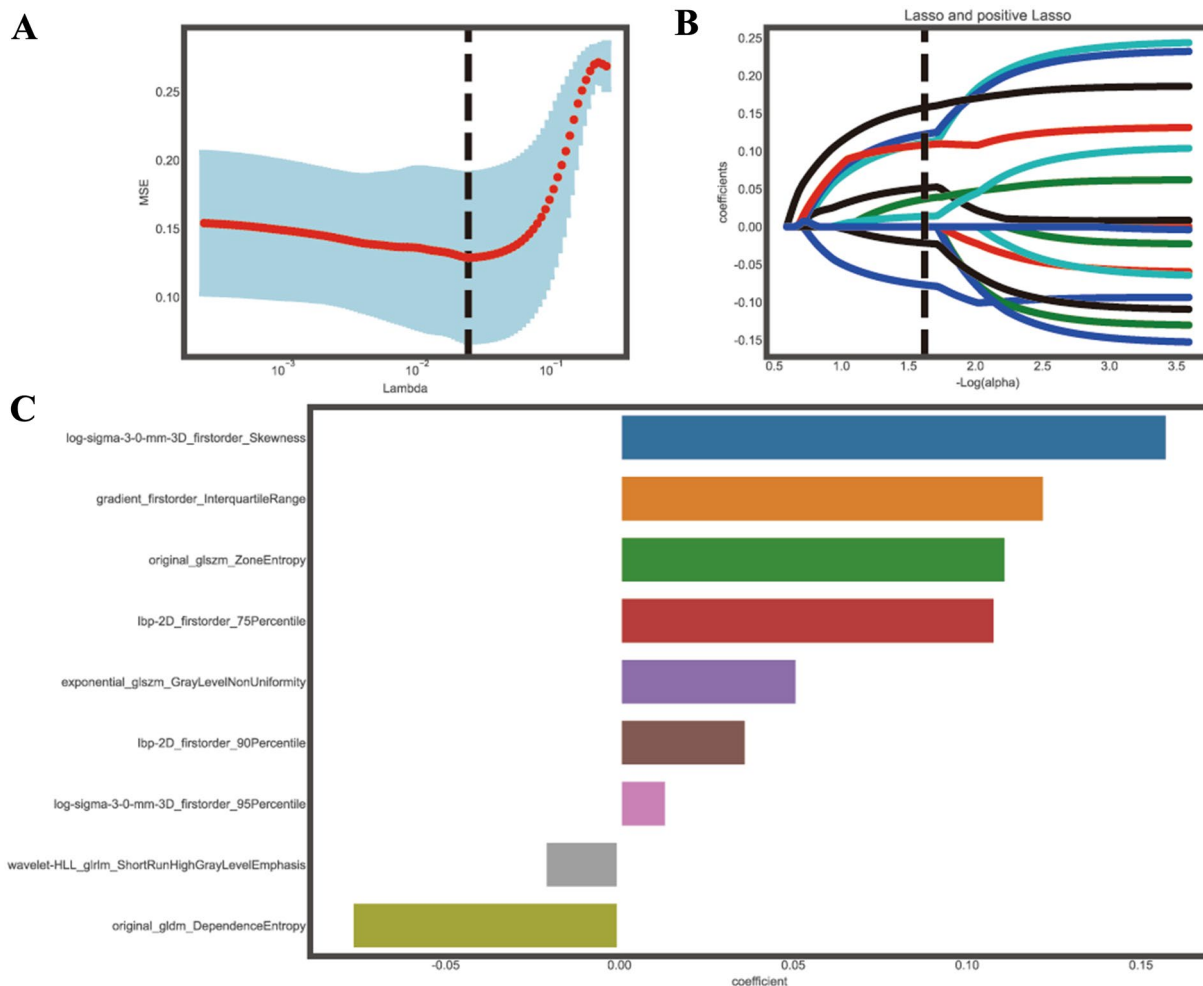 A
B
Lasso and positive Lasso
0.25
0.20
0.15
0.10
MSE
10⁻³
10⁻²
10⁻¹
Lambda
0.25
0.20
0.15
0.10
0.05
0.00
-0.05
-0.10
-0.15
coefficients
0.5
1.0
1.5
2.0
2.5
3.0
3.5
-Log(alpha)
C
log-sigma-3-0-mm-3D_firstorder_Skewness
gradient_firstorder_InterquartileRange
original_glszm_ZoneEntropy
lbp-2D_firstorder_75Percentile
exponential_glszm_GrayLevelNonUniformity
lbp-2D_firstorder_90Percentile
log-sigma-3-0-mm-3D_firstorder_95Percentile
wavelet-HLL_glrlm_ShortRunHighGrayLevelEmphasis
original_gldm_DependenceEntropy
-0.05
0.00
0.05
0.10
0.15
coefficient